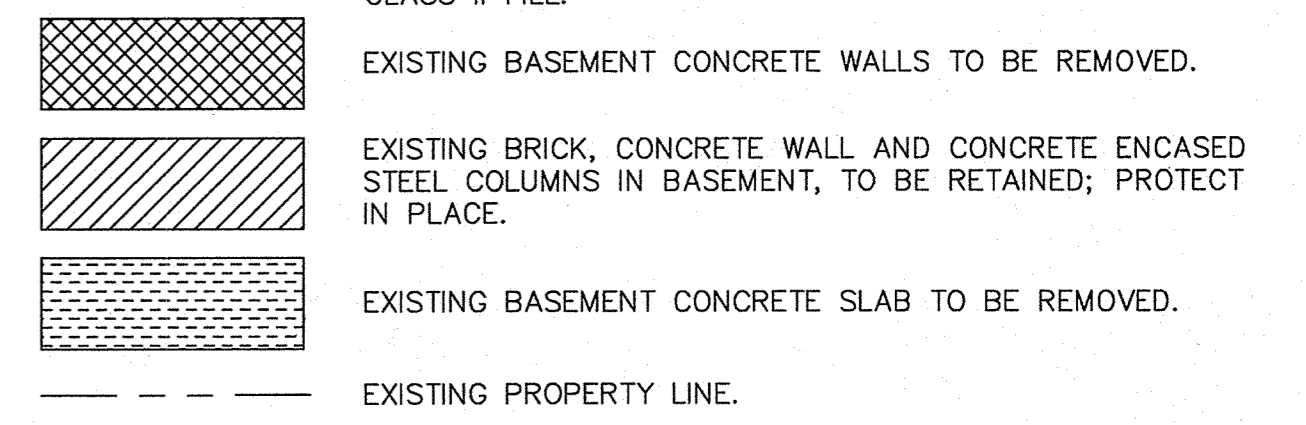 EXISTING BASEMENT CONCRETE WALLS TO BE REMOVED.
EXISTING BRICK, CONCRETE WALL AND CONCRETE ENCASED
STEEL COLUMNS IN BASEMENT, TO BE RETAINED; PROTECT
IN PLACE.
EXISTING BASEMENT CONCRETE SLAB TO BE REMOVED.
EXISTING PROPERTY LINE.